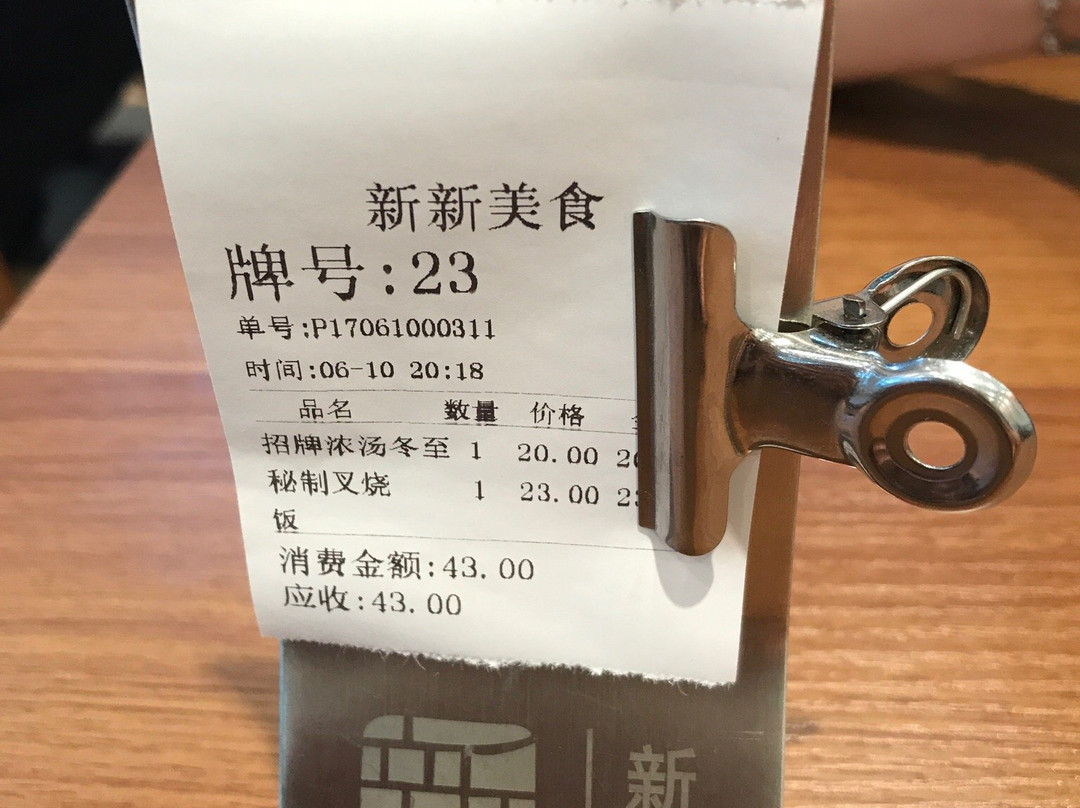 新新美食
牌号:23
单号:P17061000311
时间:06-10 20:18
品名 数量 价格
招牌浓汤冬至 1 20.00 20
秘制叉烧 1 23.00 23
饭
消费金额:43.00
应收:43.00
新